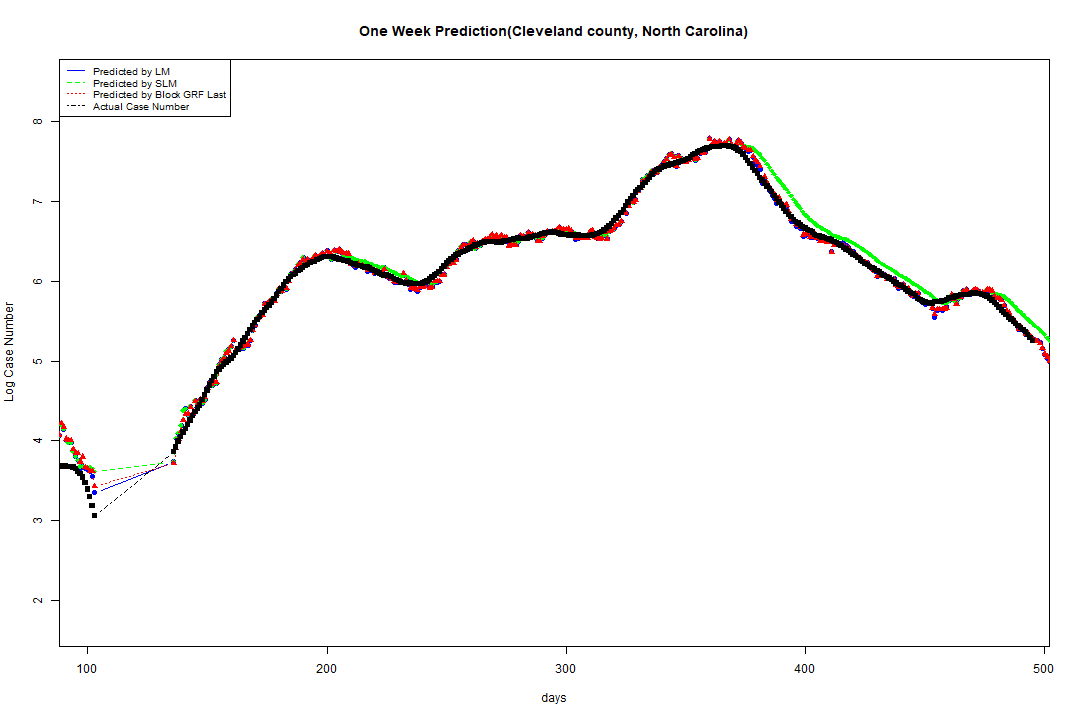 One Week Prediction(Cleveland county, North Carolina)
Predicted by LM
Predicted by SLM
Predicted by Block GRF Last
Actual Case Number
8
7
6
5
4
3
2
Log Case Number
100 200 300 400 500
days